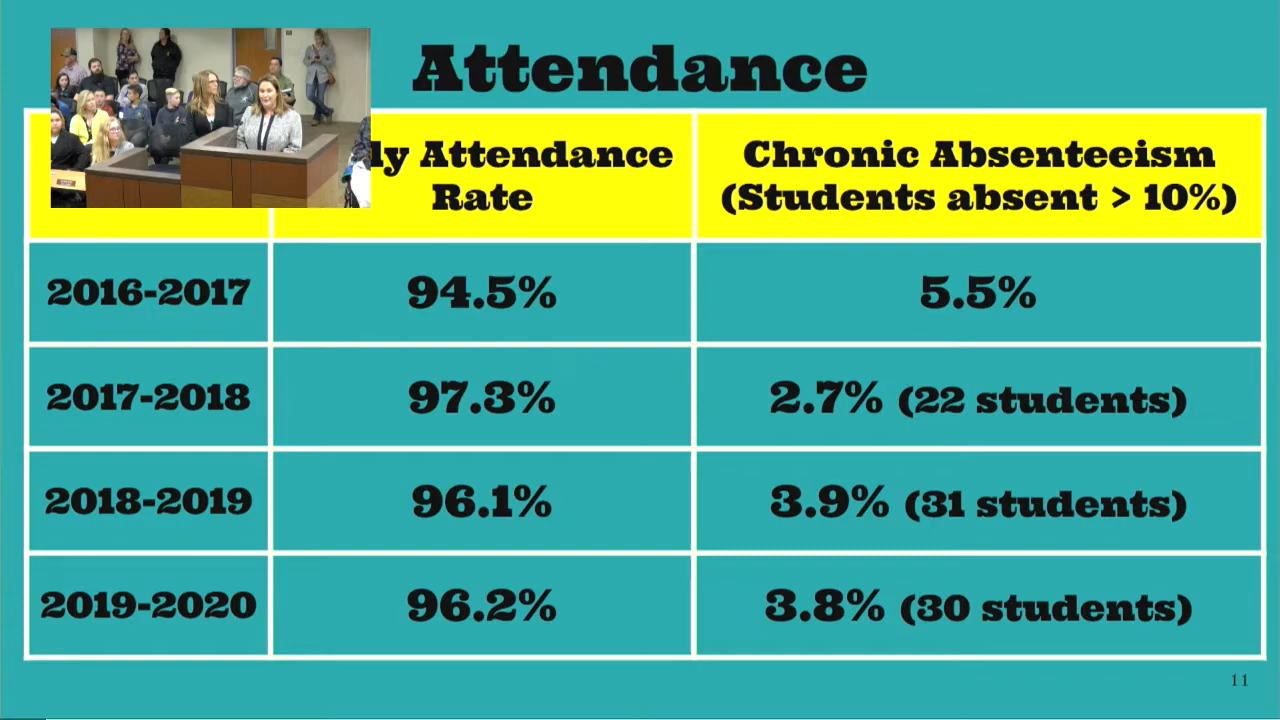 Attendance
Attendance
Rate
Chronic Absenteeism
(Students absent > 10%)
2016-2017
94.5%
5.5%
2017-2018
97.3%
2.7% (22 students)
2018-2019
96.1%
3.9% (31 students)
2019-2020
96.2%
3.8% (30 students)
11